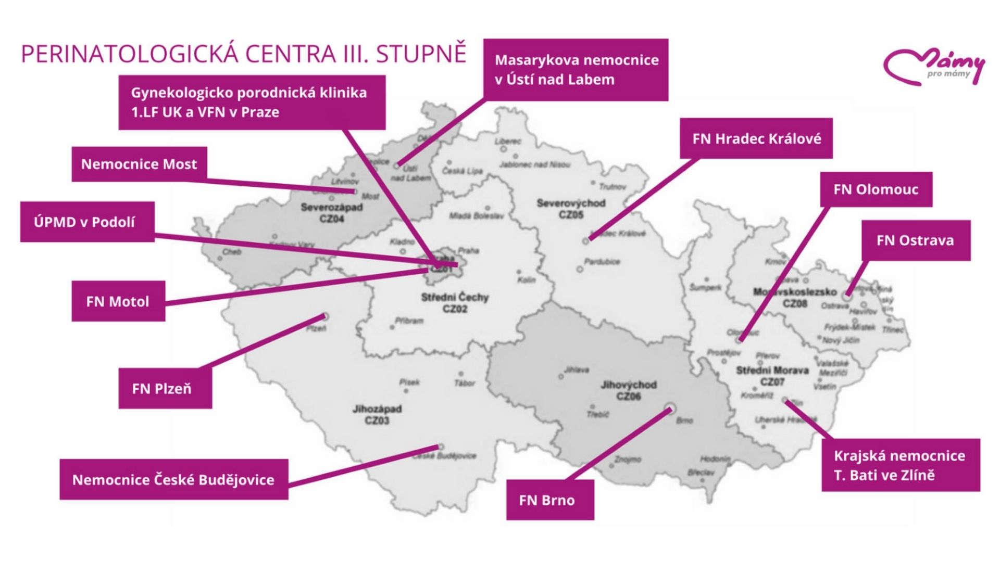 PERINATOLOGICKÁ CENTRA III. STUPNĚ
Masarykova nemocnice
v Ústí nad Labem
Mámy
pro mámy
Gynekologicko porodnická klinika
1.LF UK a VFN v Praze
FN Hradec Králové
Nemocnice Most
FN Olomouc
ÚPMD v Podolí
FN Ostrava
FN Motol
FN Plzeň
Nemocnice České Budějovice
FN Brno
Krajská nemocnice
T. Bati ve Zlíně
Liberec
Jablonec nad Nisou
Česká Lípa
Ústí
nad Labem
Litvínov
Most
Trutnov
Severozápad
CZ04
Severovýchod
CZ05
Mladá Boleslav
Kladno
Praha
Cheb
CZ01
Pardubice
Kolín
Krnov
Šumperk
Střední Čechy
CZ02
CZ08
Ostrava
Havířov
Příbram
Plzeň
Frýdek-Místek
Třinec
Nový Jičín
Prostějov
Přerov
Valašské
Meziříčí
Střední Morava
CZ07
Vsetín
Jihlava
Jihovýchod
CZ06
Písek
Tábor
Kroměříž
Jihozápad
CZ03
Třebíč
Brno
Uherské
Budějovice
Znojmo
Hodonín
Břeclav